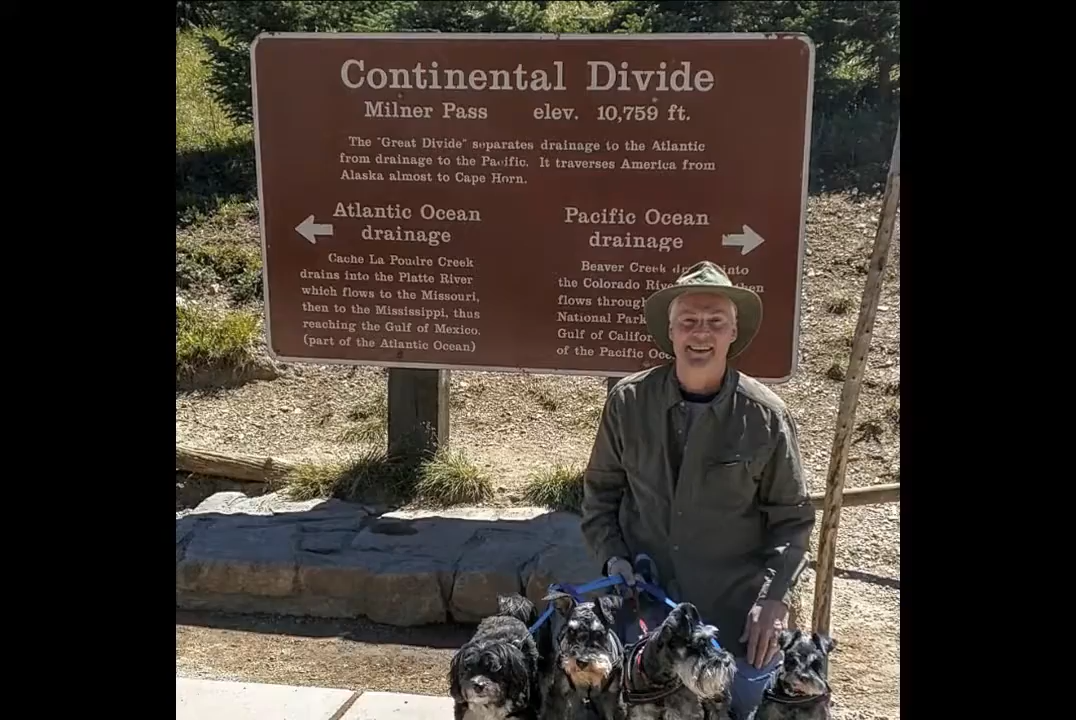 Continental Divide
Milner Pass elev. 10,759 ft.
The "Great Divide" separates drainage to the Atlantic
from drainage to the Pacific. It traverses America from
Alaska almost to Cape Horn.
Atlantic Ocean
drainage
Cache La Poudre Creek
drains into the Platte River
which flows to the Missouri,
then to the Mississippi, thus
reaching the Gulf of Mexico.
(part of the Atlantic Ocean)
Pacific Ocean
drainage
Beaver Creek into
the Colorado
flows
National Park
Gulf of
of the Pacific